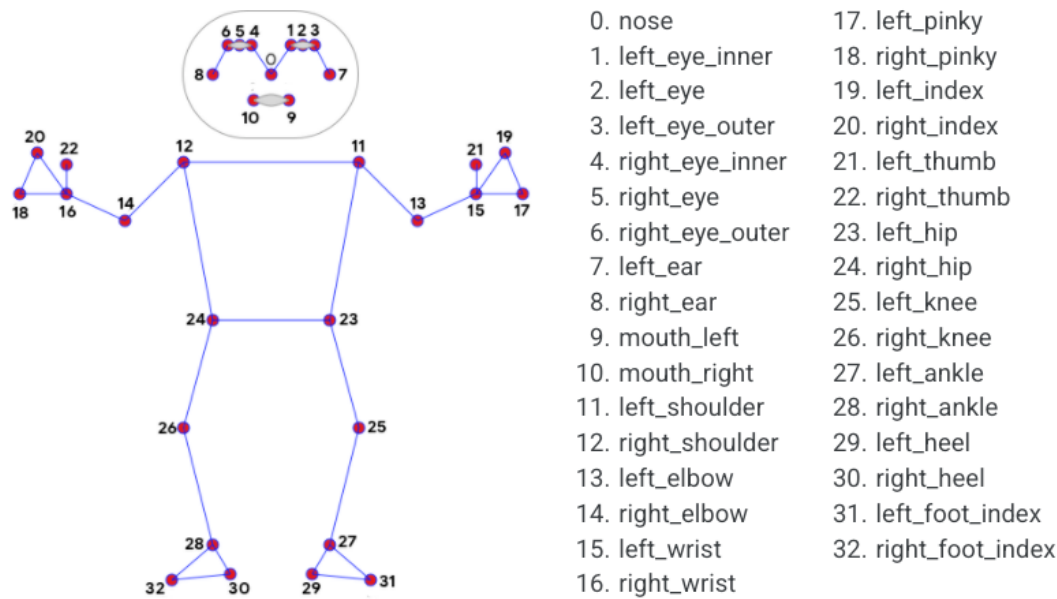 6 5 4 1 2 3
0
8 7
10 9
20 22 12 11 21 19
14 13
18 16 15 17
24 23
26 25
28 27
32 30 29 31
0. nose
1. left_eye_inner
2. left_eye
3. left_eye_outer
4. right_eye_inner
5. right_eye
6. right_eye_outer
7. left_ear
8. right_ear
9. mouth_left
10. mouth_right
11. left_shoulder
12. right_shoulder
13. left_elbow
14. right_elbow
15. left_wrist
16. right_wrist
17. left_pinky
18. right_pinky
19. left_index
20. right_index
21. left_thumb
22. right_thumb
23. left_hip
24. right_hip
25. left_knee
26. right_knee
27. left_ankle
28. right_ankle
29. left_heel
30. right_heel
31. left_foot_index
32. right_foot_index